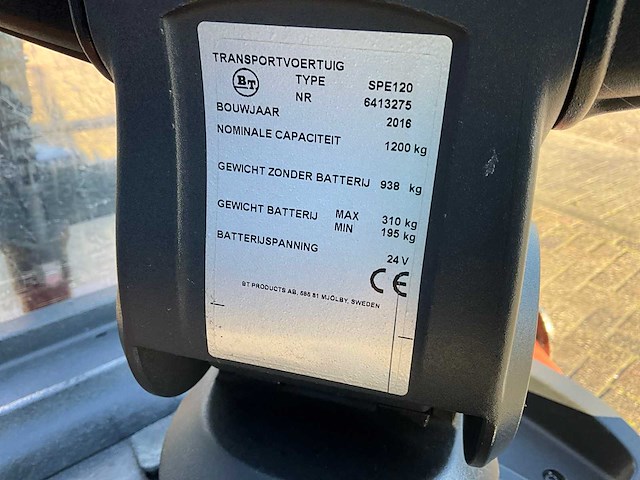 TRANSPORTVOERTUIG
BT TYPE SPE120
NR 6413275
BOUWJAAR 2016
NOMINALE CAPACITEIT 1200 kg
GEWICHT ZONDER BATTERIJ 938 kg
GEWICHT BATTERIJ MAX 310 kg
MIN 195 kg
BATTERIJSPANNING 24 V
CE
BT PRODUCTS AB, 595 81 MJÖLBY, SWEDEN